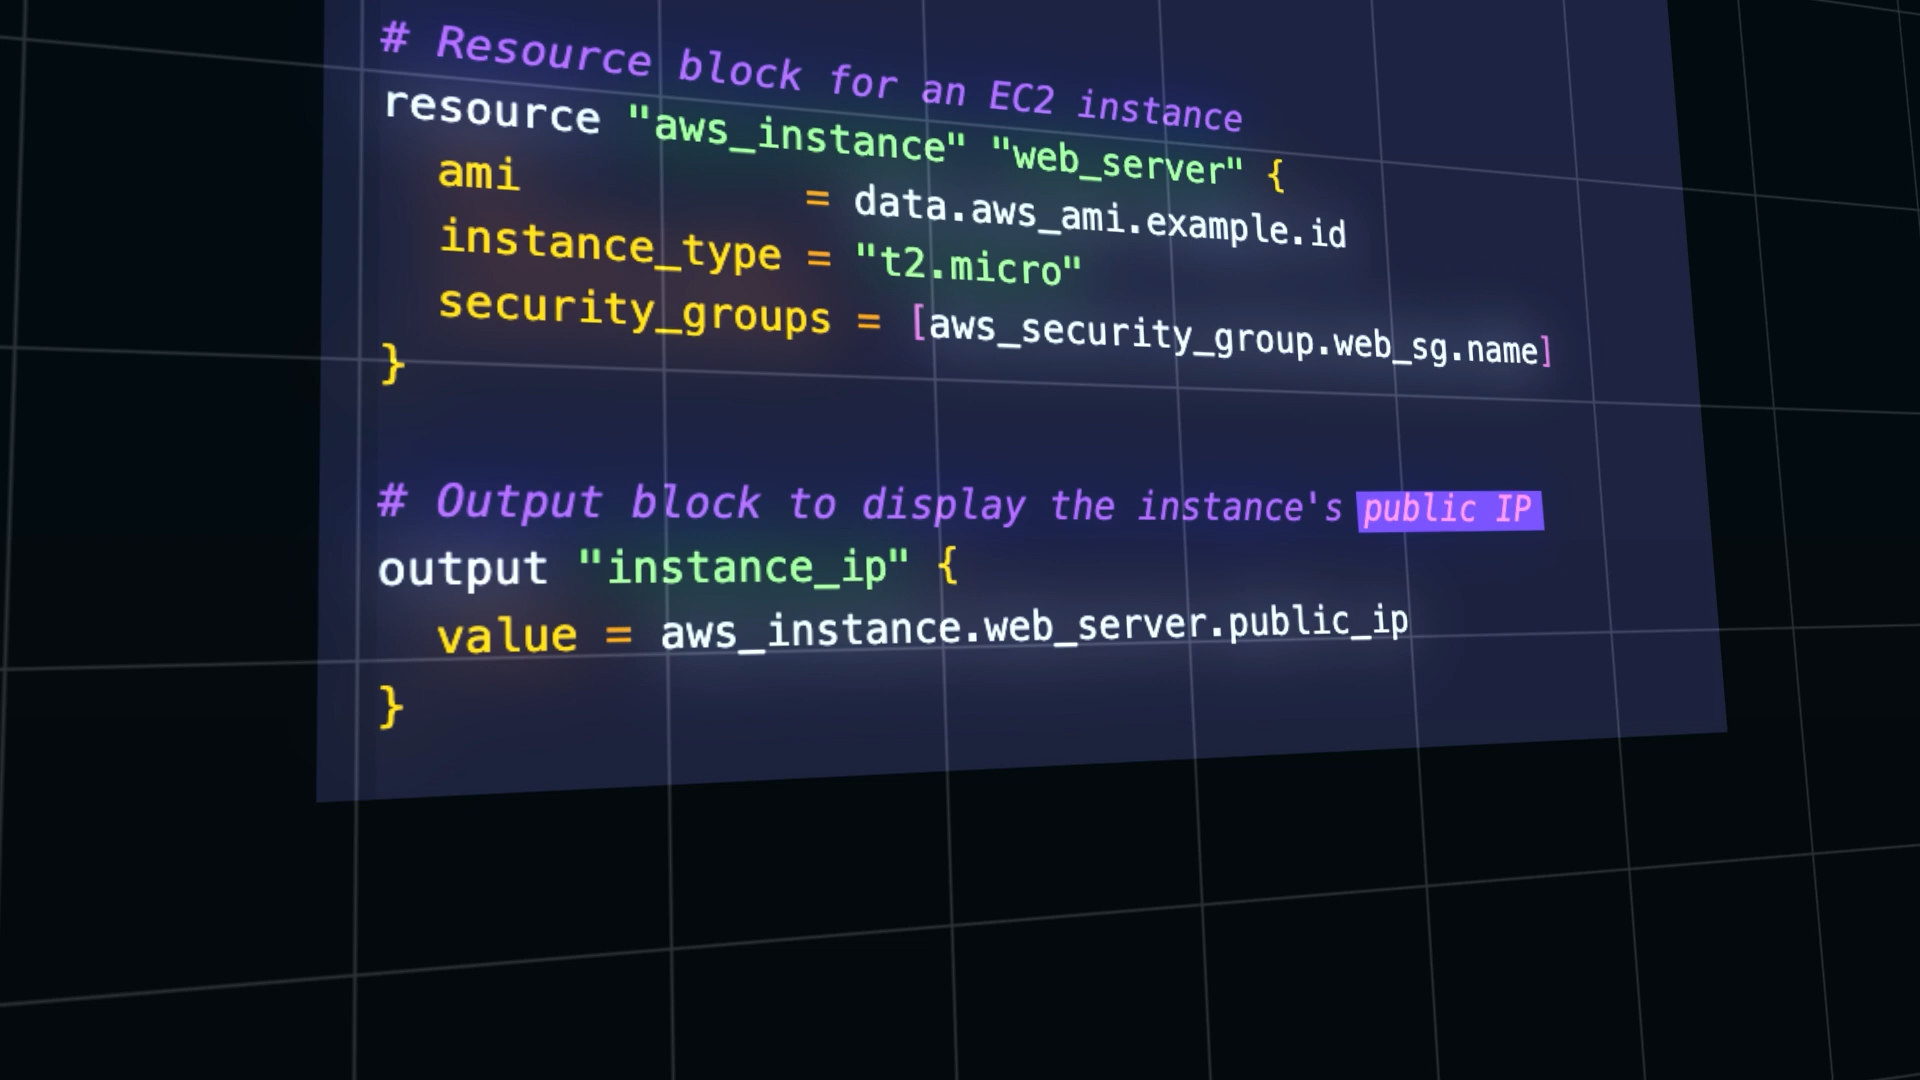 # Resource block for an EC2 instance
resource "aws_instance" "web_server" {
  ami           = data.aws_ami.example.id
  instance_type = "t2.micro"
  security_groups = [aws_security_group.web_sg.name]
}

# Output block to display the instance's public IP
output "instance_ip" {
  value = aws_instance.web_server.public_ip
}